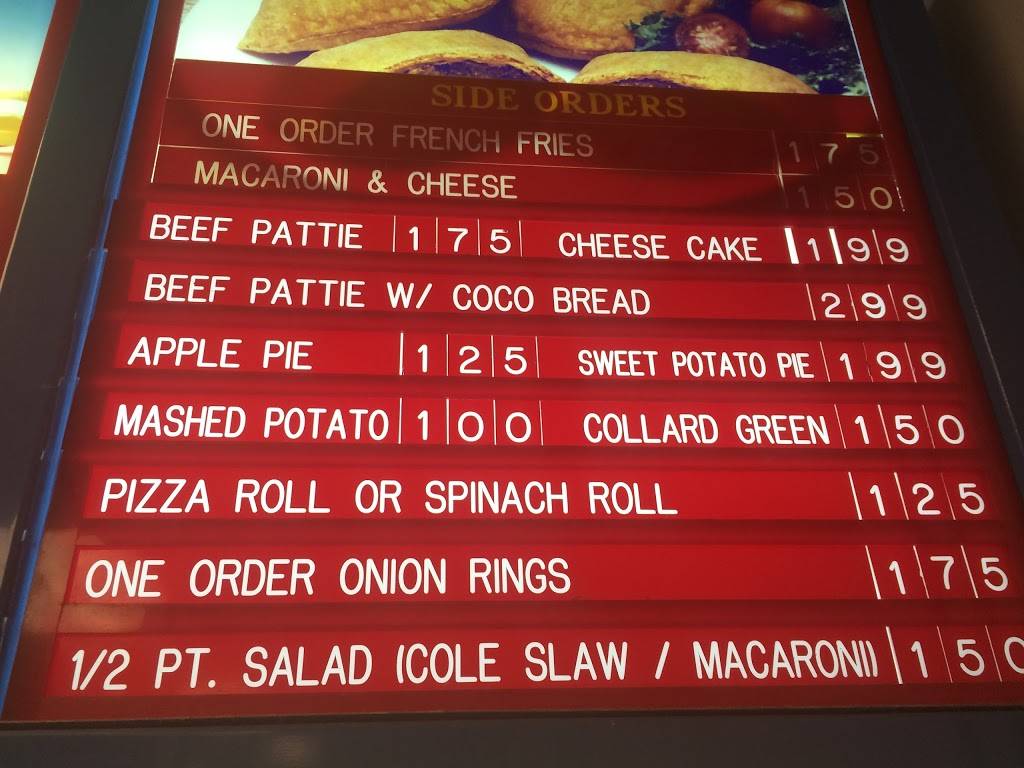 SIDE ORDERS
ONE ORDER FRENCH FRIES 175
MACARONI & CHEESE 150
BEEF PATTIE 175 CHEESE CAKE 199
BEEF PATTIE W/ COCO BREAD 299
APPLE PIE 125 SWEET POTATO PIE 199
MASHED POTATO 100 COLLARD GREEN 150
PIZZA ROLL OR SPINACH ROLL 125
ONE ORDER ONION RINGS 175
1/2 PT. SALAD (COLE SLAW / MACARONI) 150